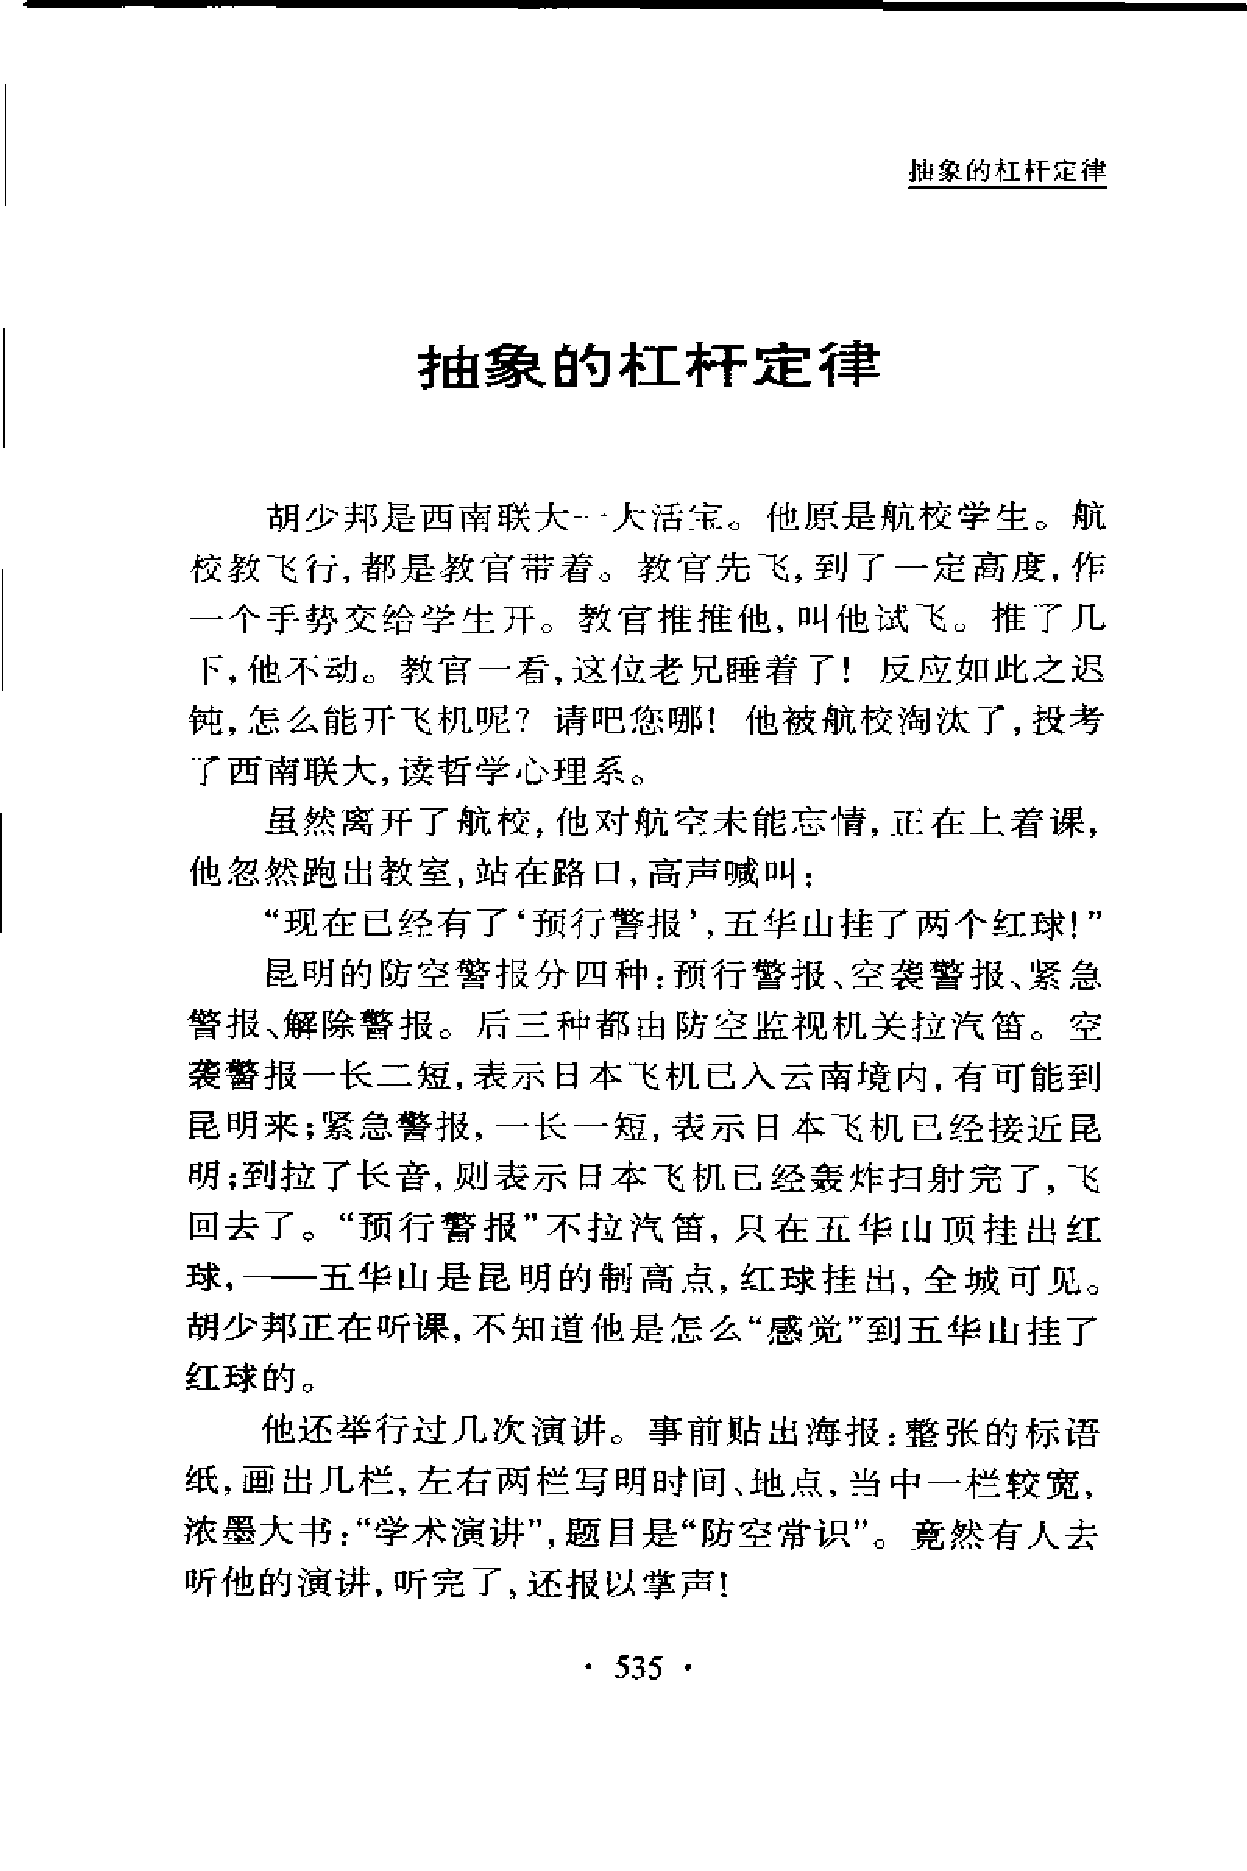 抽象的杠杆定律
抽象的杠杆定律
胡少邦是西南联大一大活宝。他原是航校学生。航
校教飞行,都是教官带着。教官先飞,到了一定高度,作
一个手势交给学生开。教官推推他,叫他试飞。推了几
下,他不动。教官一看,这位老兄睡着了! 反应如此之迟
钝,怎么能开飞机呢? 请吧您哪! 他被航校淘汰了,投考
了西南联大,读哲学心理系。
虽然离开了航校,他对航空未能忘情,正在上着课,
他忽然跑出教室,站在路口,高声喊叫:
“现在已经有了‘预行警报’,五华山挂了两个红球!”
昆明的防空警报分四种:预行警报、空袭警报、紧急
警报、解除警报。后三种都由防空监视机关拉汽笛。空
袭警报一长二短,表示日本飞机已入云南境内,有可能到
昆明来;紧急警报,一长一短,表示日本飞机已经接近昆
明;到拉了长音,则表示日本飞机已经轰炸扫射完了,飞
回去了。“预行警报”不拉汽笛,只在五华山顶挂出红
球,——五华山是昆明的制高点,红球挂出,全城可见。
胡少邦正在听课,不知道他是怎么“感觉”到五华山挂了
红球的。
他还举行过几次演讲。事前贴出海报:整张的标语
纸,画出几栏,左右两栏写明时间、地点,当中一栏较宽,
浓墨大书:“学术演讲”,题目是“防空常识”。竟然有人去
听他的演讲,听完了,还报以掌声!
· 535 ·